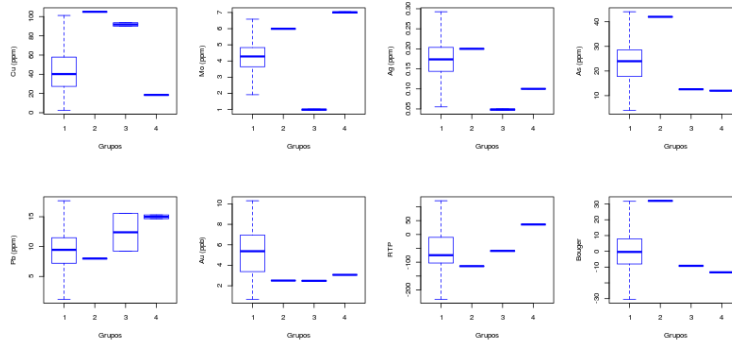 Cu (ppm)
0 20 40 60 80 100
1 2 3 4
Grupos
Mo (ppm)
1 2 3 4 5 6 7
1 2 3 4
Grupos
Ag (ppm)
0.05 0.10 0.15 0.20 0.25 0.30
1 2 3 4
Grupos
As (ppm)
10 20 30 40
1 2 3 4
Grupos
Pb (ppm)
5 10 15
1 2 3 4
Grupos
Au (ppb)
2 4 6 8 10
1 2 3 4
Grupos
RTP
-200 -100 -50 0 50 100
1 2 3 4
Grupos
Bouger
-30 -10 0 10 20 30
1 2 3 4
Grupos